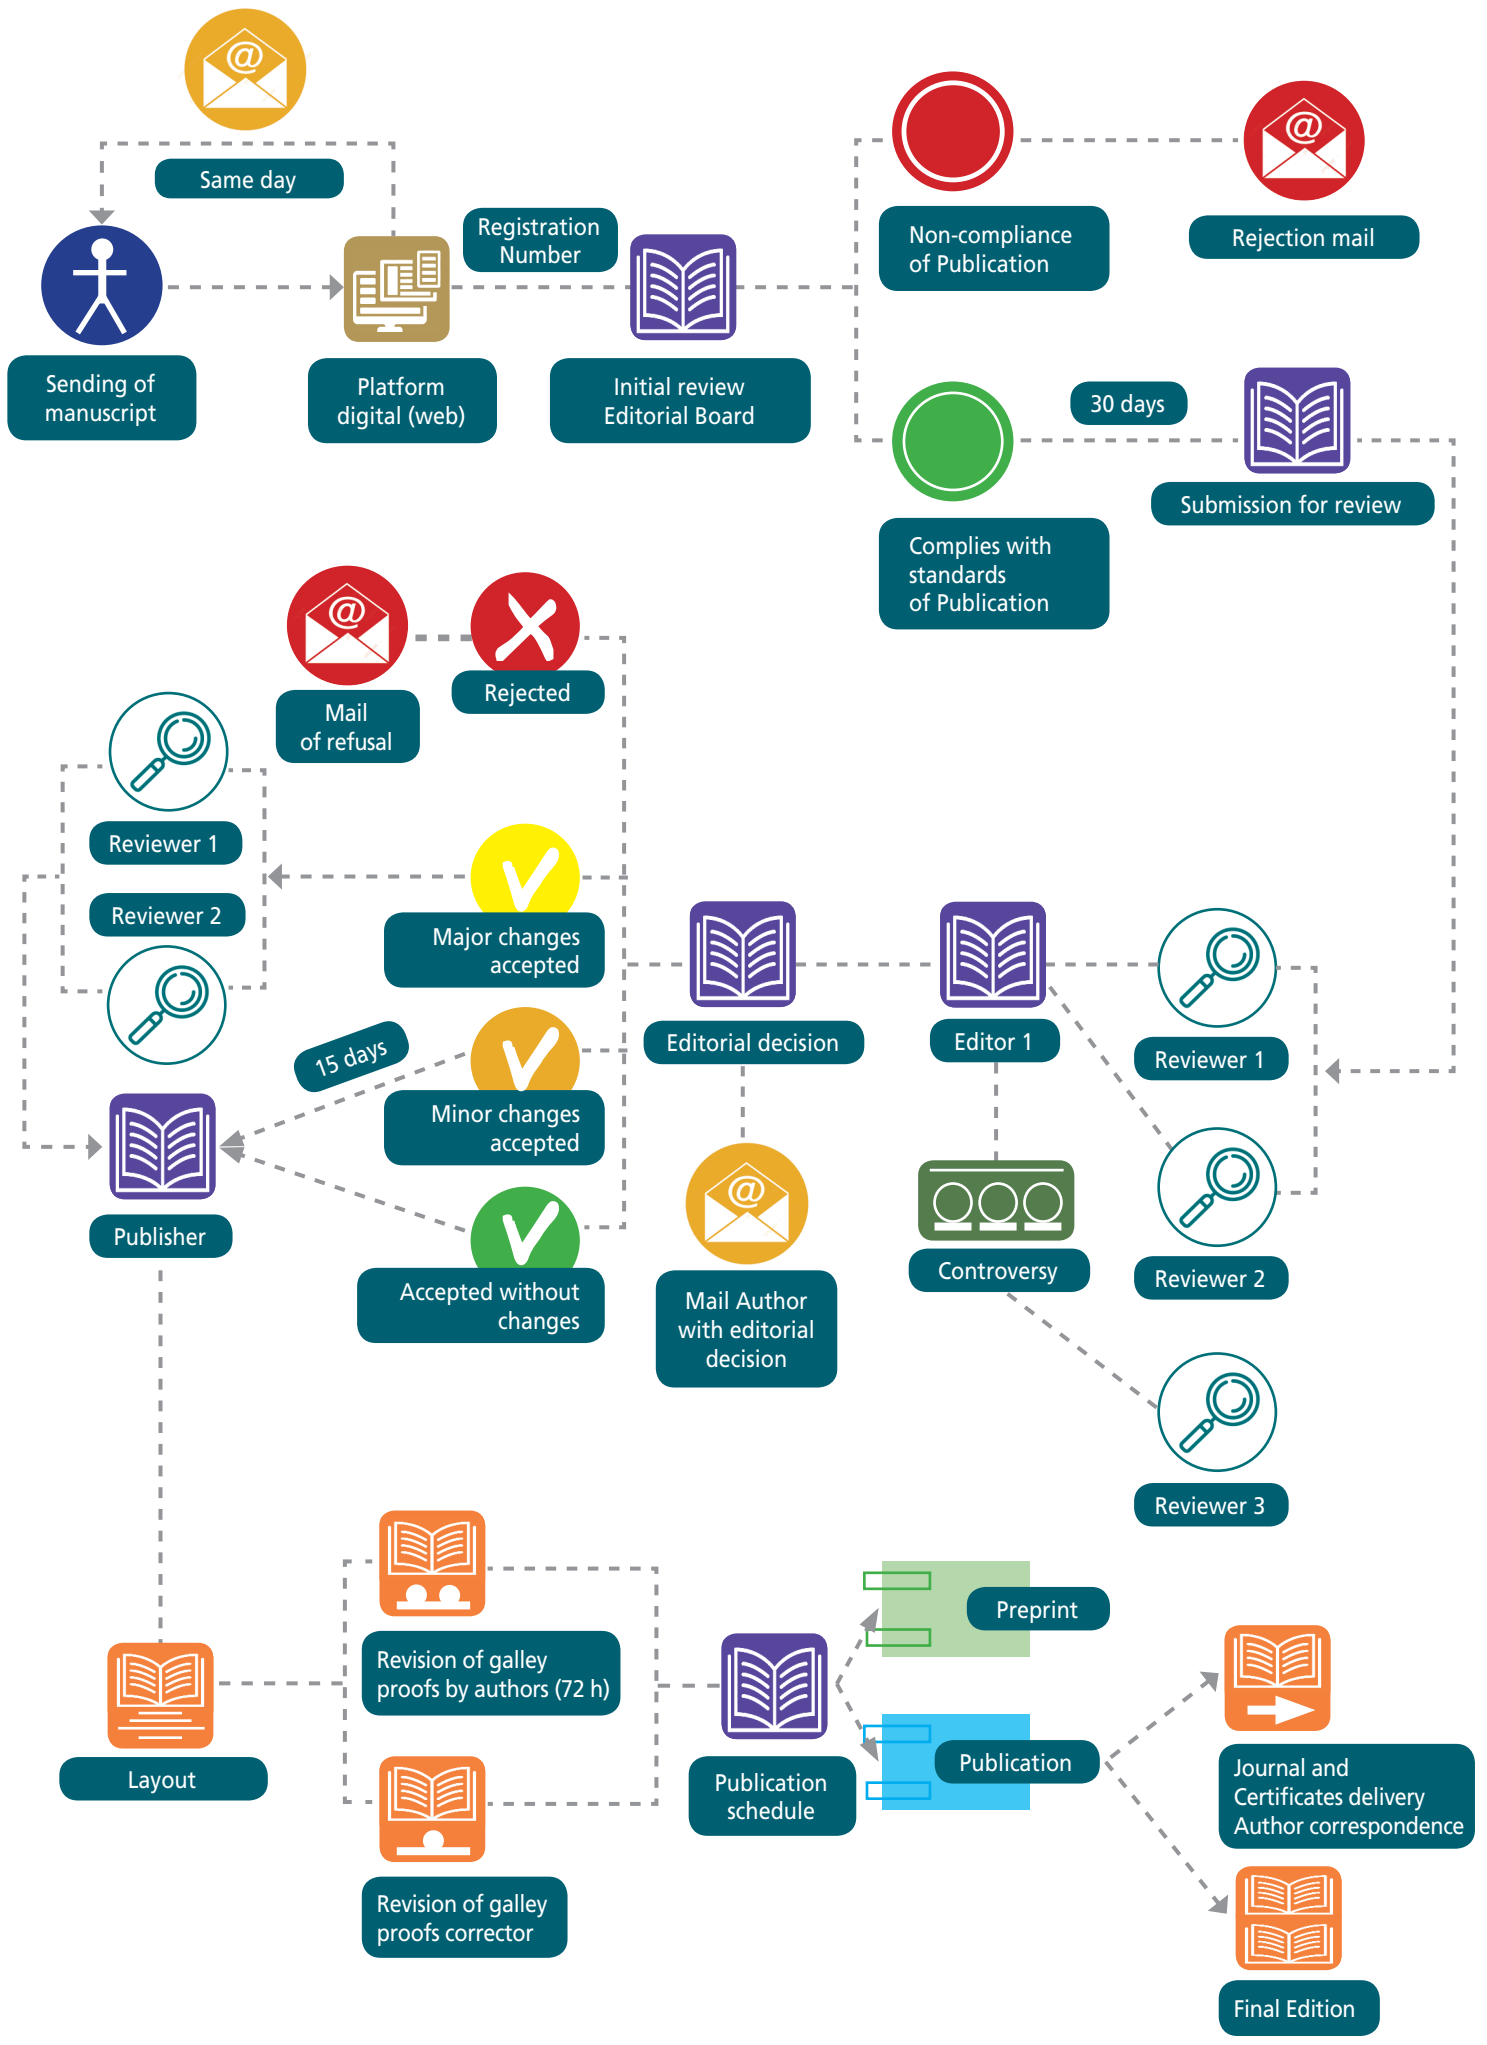 @
Same day
Sending of
manuscript
Platform
digital (web)
Registration
Number
Initial review
Editorial Board
Non-compliance
of Publication
@
Rejection mail
Complies with
standards
of Publication
30 days
Submission for review
@
Mail
of refusal
Rejected
Reviewer 1
Reviewer 2
Major changes
accepted
15 days
Minor changes
accepted
Accepted without
changes
Publisher
Editorial decision
@
Mail Author
with editorial
decision
Editor 1
Controversy
Reviewer 1
Reviewer 2
Reviewer 3
Layout
Revision of galley
proofs by authors (72 h)
Revision of galley
proofs corrector
Publication
schedule
Preprint
Publication
Journal and
Certificates delivery
Author correspondence
Final Edition